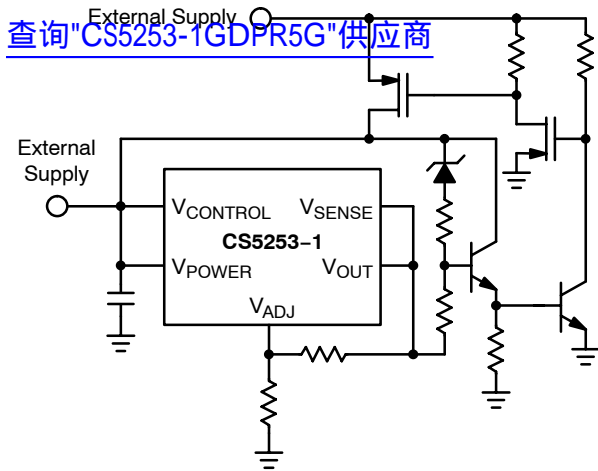 External Supply
查询"CS5253-1GDPR5G"供应商
External
Supply
VCONTROL VSENSE
CS5253-1
VPOWER VOUT
VADJ